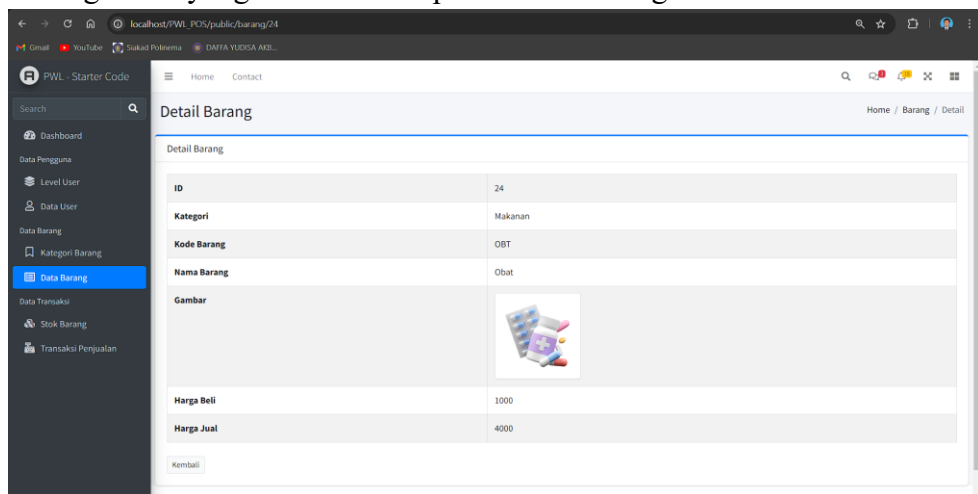 localhost/PWL_POS/public/barang/24
Gmail YouTube Siakad Polinema DAFFA YUDISA AKB...
PWL - Starter Code
Home Contact
Search
Detail Barang
Home / Barang / Detail
Dashboard
Data Pengguna
Level User
Data User
Data Barang
Kategori Barang
Data Barang
Data Transaksi
Stok Barang
Transaksi Penjualan
Detail Barang
ID 24
Kategori Makanan
Kode Barang OBT
Nama Barang Obat
Gambar
Harga Beli 1000
Harga Jual 4000
Kembali